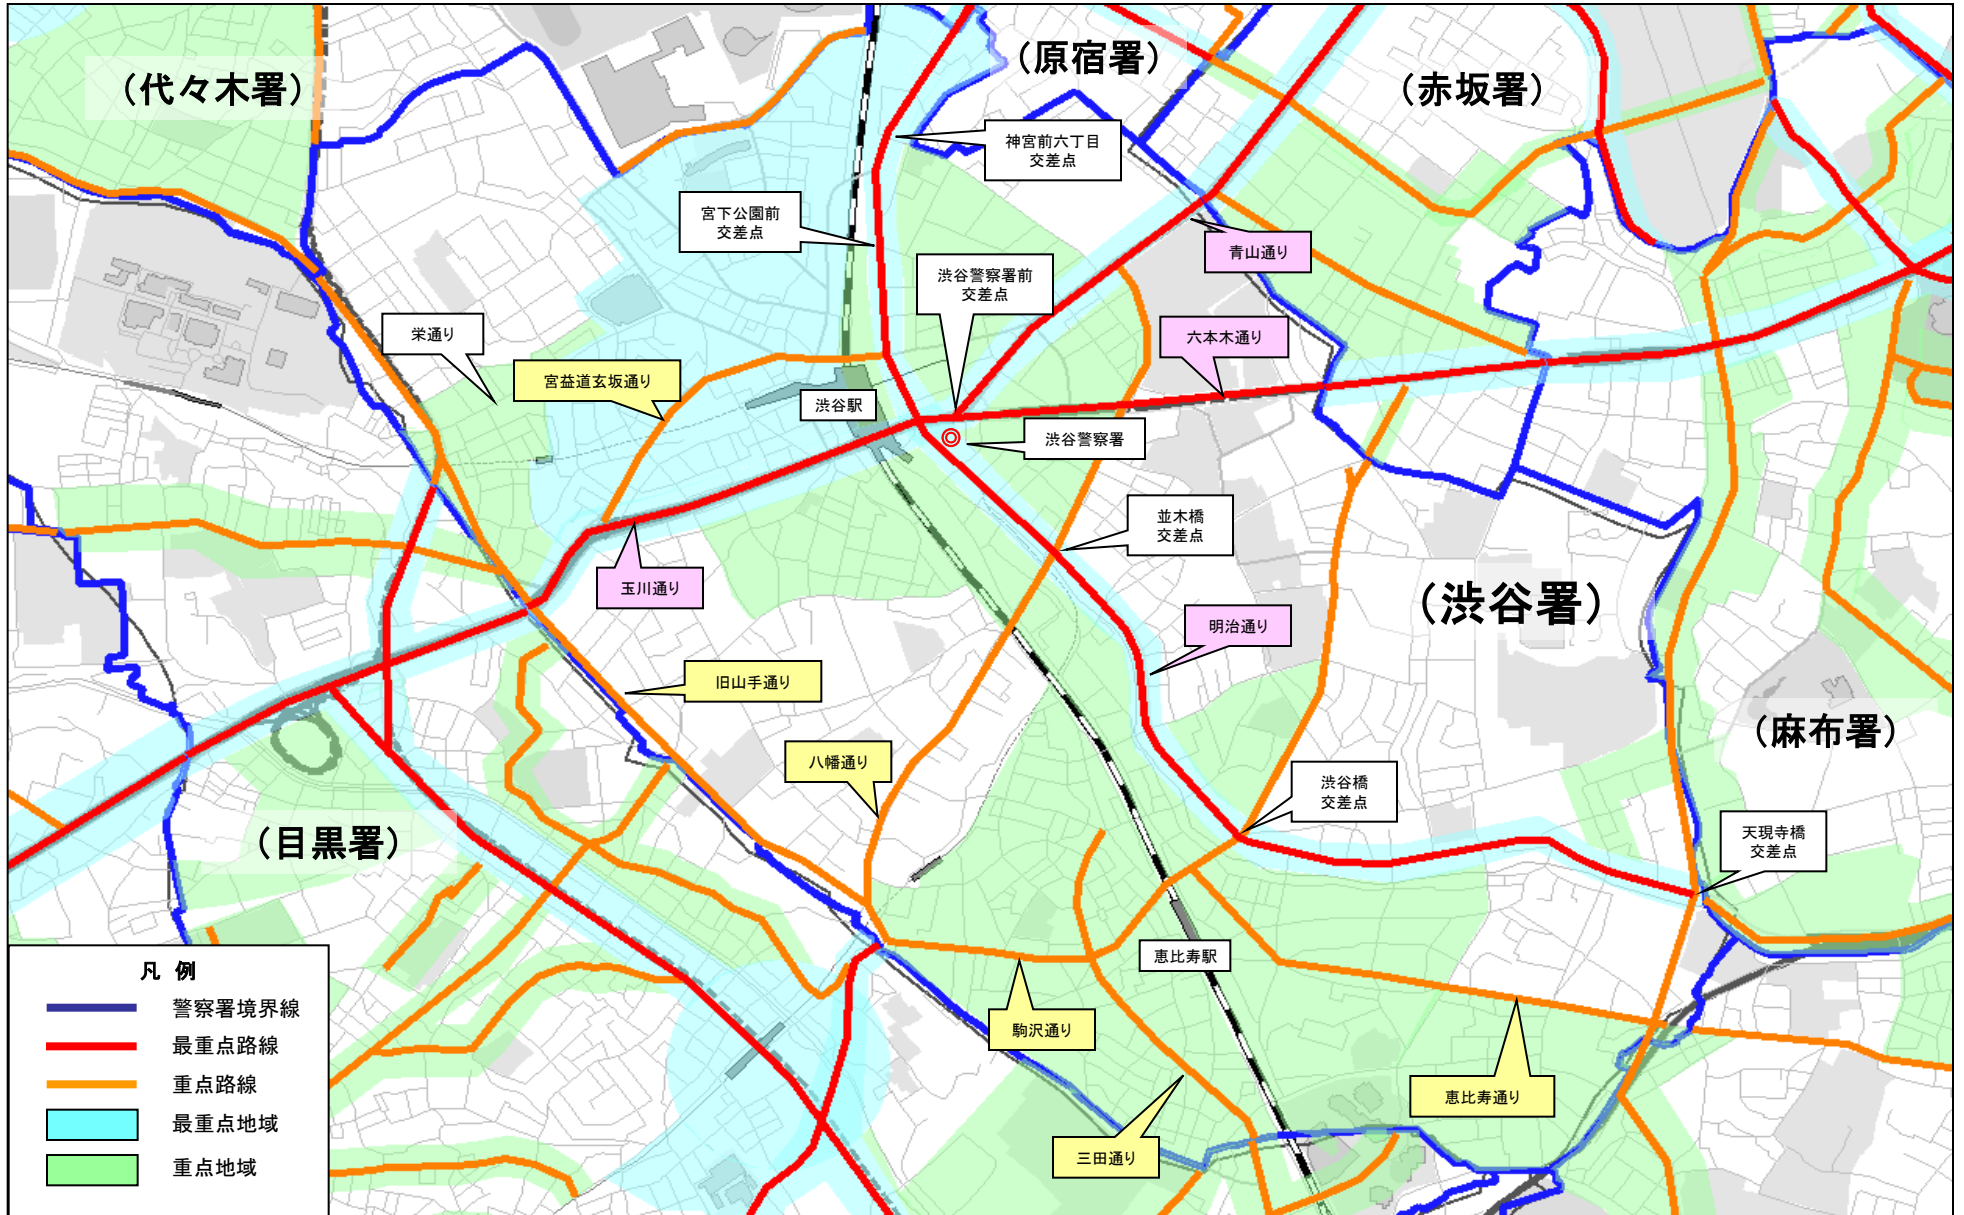 (代々木署)
(原宿署)
(赤坂署)
神宮前六丁目
交差点
宮下公園前
交差点
青山通り
渋谷警察署前
交差点
栄通り
六本木通り
宮益道玄坂通り
渋谷駅
渋谷警察署
並木橋
交差点
玉川通り
(渋谷署)
明治通り
旧山手通り
(麻布署)
八幡通り
渋谷橋
交差点
(目黒署)
天現寺橋
交差点
恵比寿駅
駒沢通り
恵比寿通り
三田通り
凡 例
警察署境界線
最重点路線
重点路線
最重点地域
重点地域